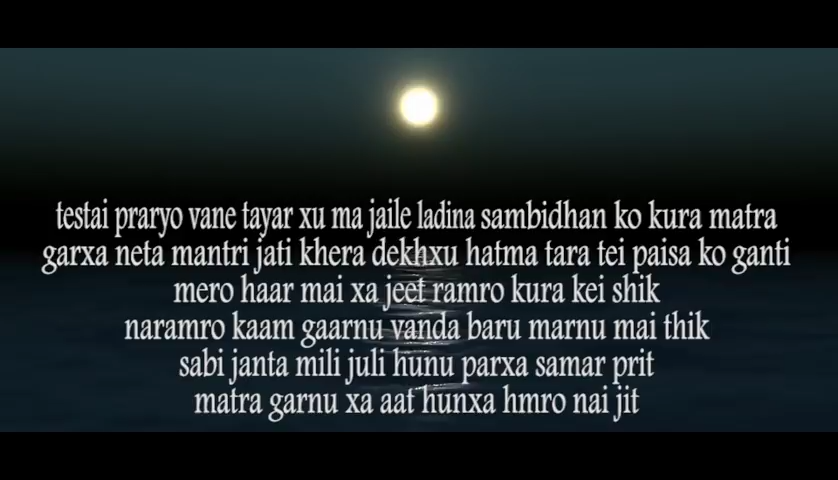 testai praryo vane tayar xu ma jaile ladina sambidhan ko kura matra
garxa neta mantri jati khera dekhxu hatma tara tei paisa ko ganti
mero haar mai xa jeet ramro kura kei shik
naramro kaam gaarnu vanda baru marnu mai thik
sabi janta mili juli hunu parxa samar prit
matra garnu xa aat hunxa hmro nai jit